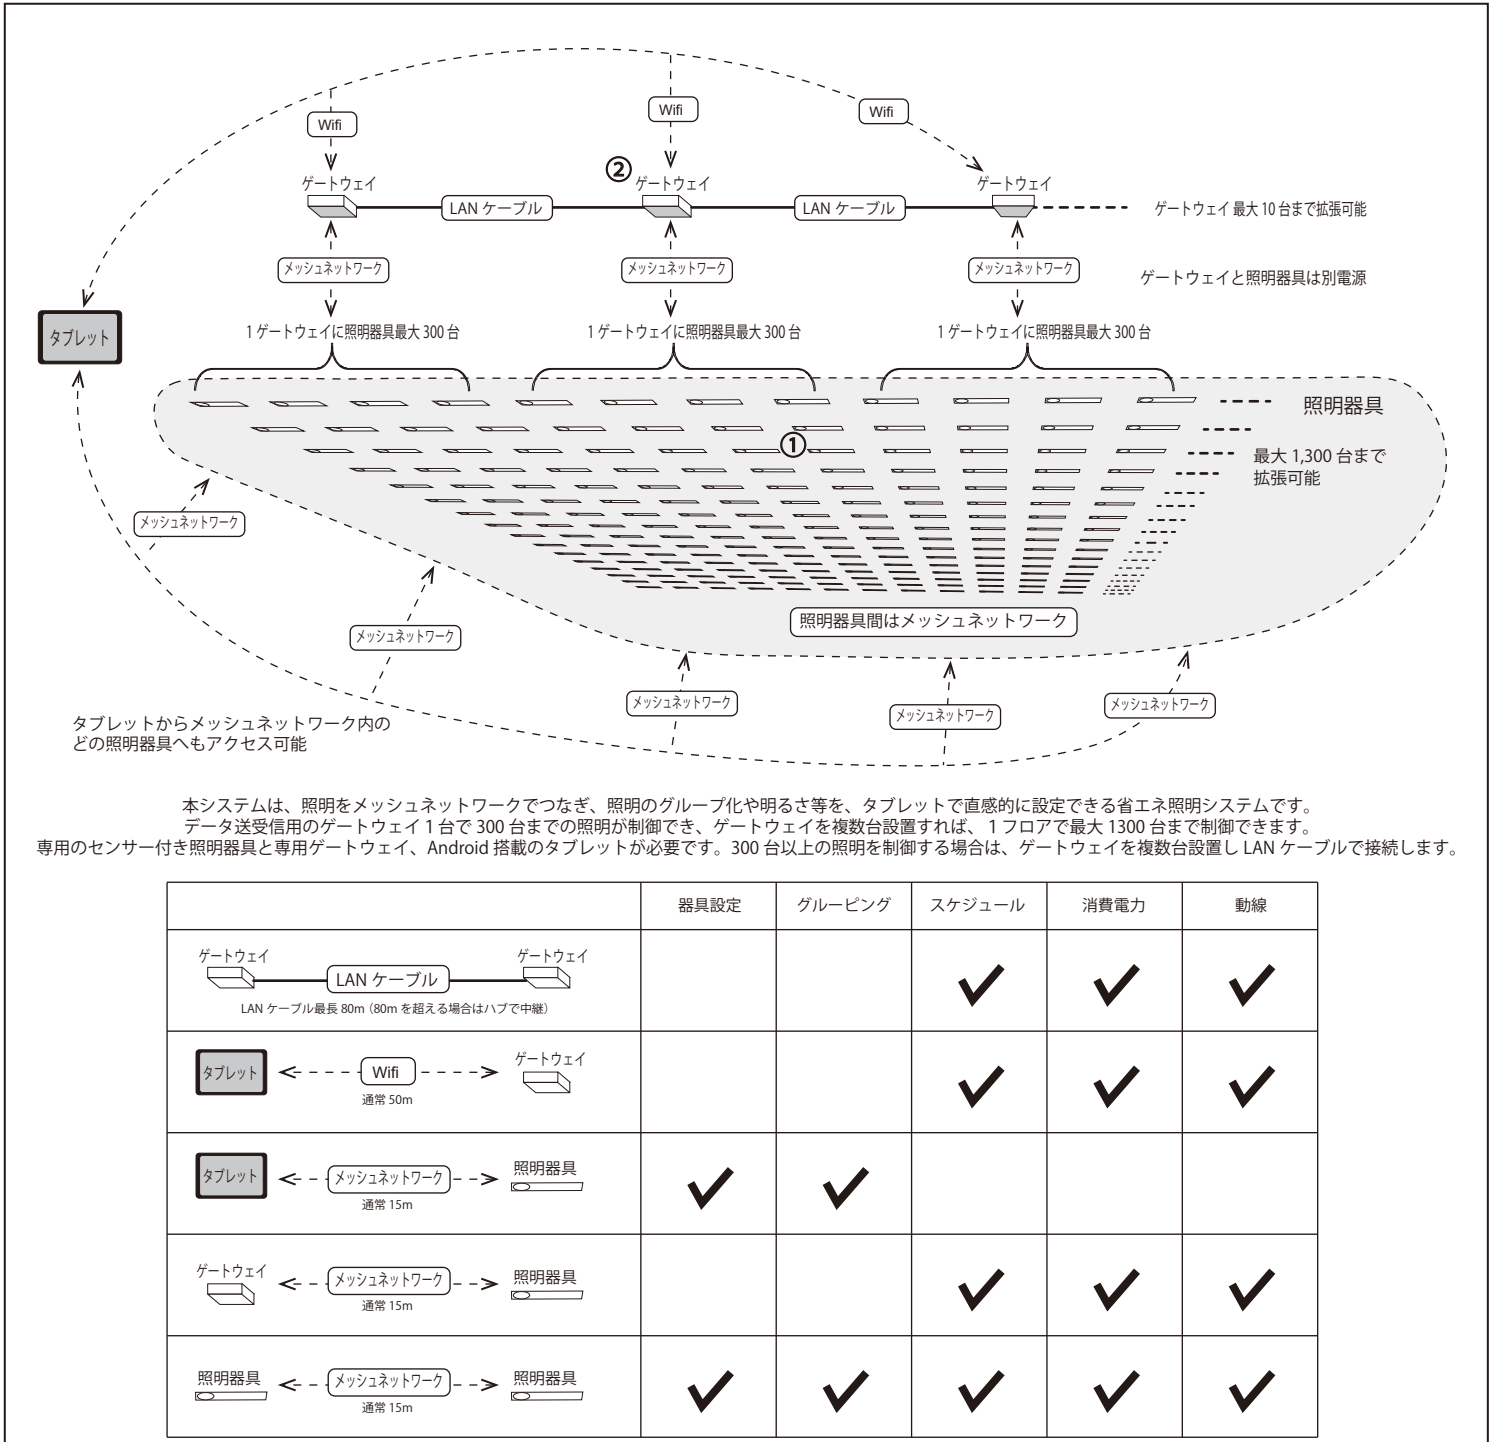 Wifi
Wifi
Wifi
②
ゲートウェイ
ゲートウェイ
ゲートウェイ
LAN ケーブル
LAN ケーブル
ゲートウェイ 最大 10 台まで拡張可能
メッシュネットワーク
メッシュネットワーク
メッシュネットワーク
ゲートウェイと照明器具は別電源
タブレット
1 ゲートウェイに照明器具最大 300 台
1 ゲートウェイに照明器具最大 300 台
1 ゲートウェイに照明器具最大 300 台
照明器具
①
最大 1,300 台まで
拡張可能
メッシュネットワーク
照明器具間はメッシュネットワーク
メッシュネットワーク
メッシュネットワーク
メッシュネットワーク
メッシュネットワーク
タブレットからメッシュネットワーク内の
どの照明器具へもアクセス可能
本システムは、照明をメッシュネットワークでつなぎ、照明のグループ化や明るさ等を、タブレットで直感的に設定できる省エネ照明システムです。
データ送受信用のゲートウェイ 1 台で 300 台までの照明が制御でき、ゲートウェイを複数台設置すれば、1 フロアで最大 1300 台まで制御できます。
専用のセンサー付き照明器具と専用ゲートウェイ、Android 搭載のタブレットが必要です。300 台以上の照明を制御する場合は、ゲートウェイを複数台設置し LAN ケーブルで接続します。
器具設定 グルーピング スケジュール 消費電力 動線
ゲートウェイ ゲートウェイ
LAN ケーブル
LAN ケーブル最長 80m（80m を超える場合はハブで中継）
タブレット Wifi ゲートウェイ
通常 50m
タブレット メッシュネットワーク 照明器具
通常 15m
ゲートウェイ メッシュネットワーク 照明器具
通常 15m
照明器具 メッシュネットワーク 照明器具
通常 15m